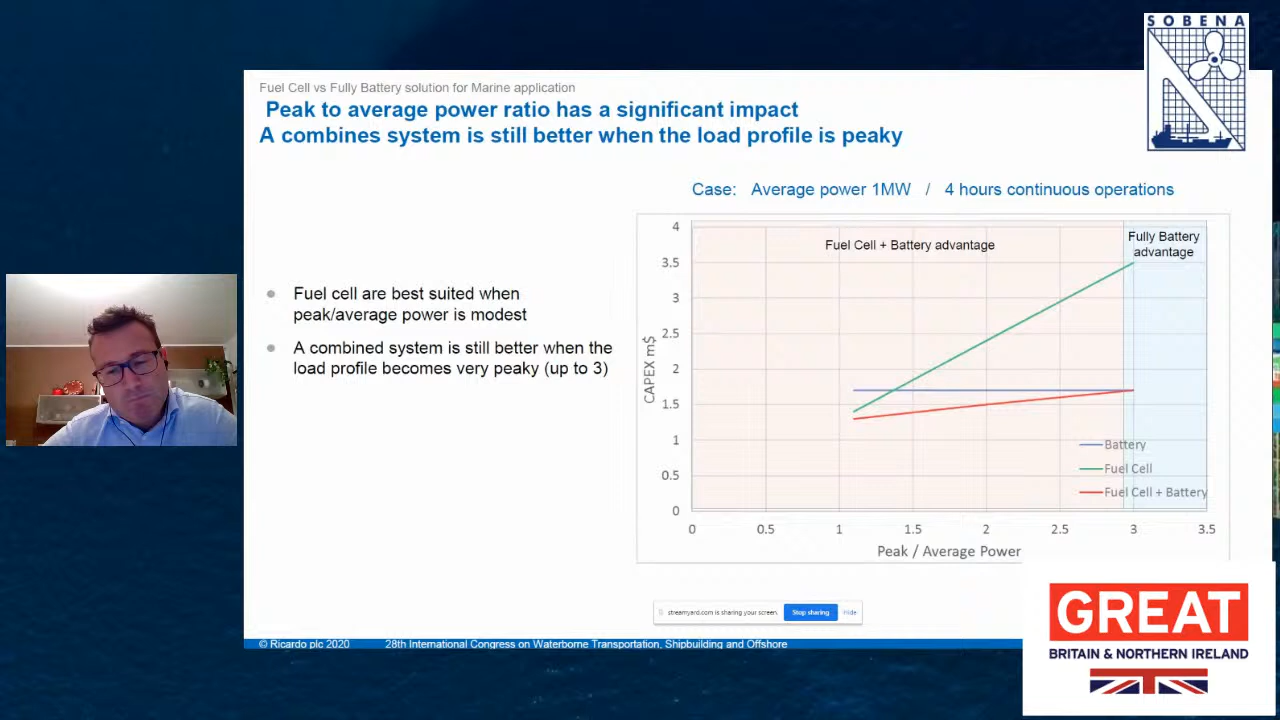 SOBENA
Fuel Cell vs Fully Battery solution for Marine application
Peak to average power ratio has a significant impact
A combines system is still better when the load profile is peaky
Case: Average power 1MW / 4 hours continuous operations
Fuel cell are best suited when
peak/average power is modest
A combined system is still better when the
load profile becomes very peaky (up to 3)
Fuel Cell + Battery advantage
Fully Battery
advantage
CAPEX m$
4
3.5
3
2.5
2
1.5
1
0.5
0
Battery
Fuel Cell
Fuel Cell + Battery
0 0.5 1 1.5 2 2.5 3 3.5
Peak / Average Power
streamyard.com is sharing your screen. Stop sharing Hide
© Ricardo plc 2020 28th International Congress on Waterborne Transportation, Shipbuilding and Offshore
GREAT
BRITAIN & NORTHERN IRELAND